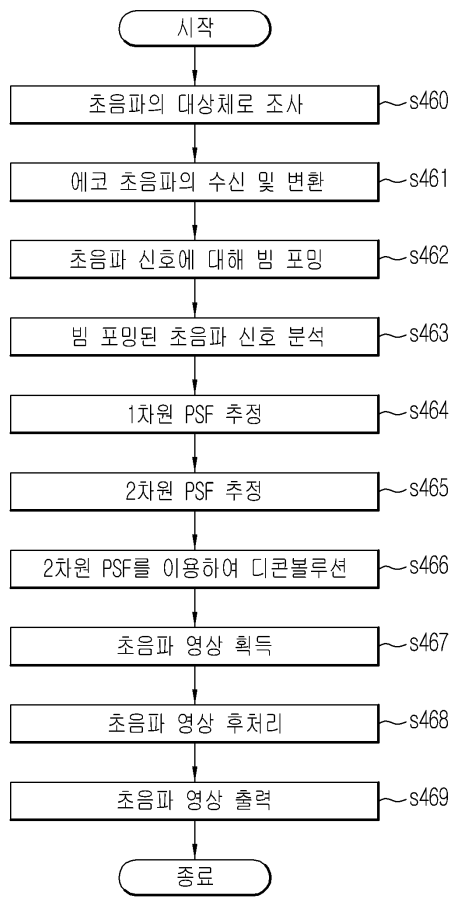 시작
초음파의 대상체로 조사 s460
에코 초음파의 수신 및 변환 s461
초음파 신호에 대해 빔 포밍 s462
빔 포밍된 초음파 신호 분석 s463
1차원 PSF 추정 s464
2차원 PSF 추정 s465
2차원 PSF를 이용하여 디콘볼루션 s466
초음파 영상 획득 s467
초음파 영상 후처리 s468
초음파 영상 출력 s469
종료